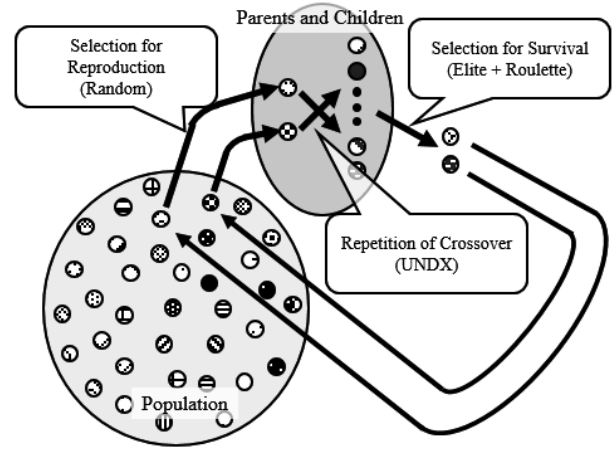 Parents and Children
Selection for
Reproduction
(Random)
Selection for Survival
(Elite + Roulette)
Repetition of Crossover
(UNDX)
Population